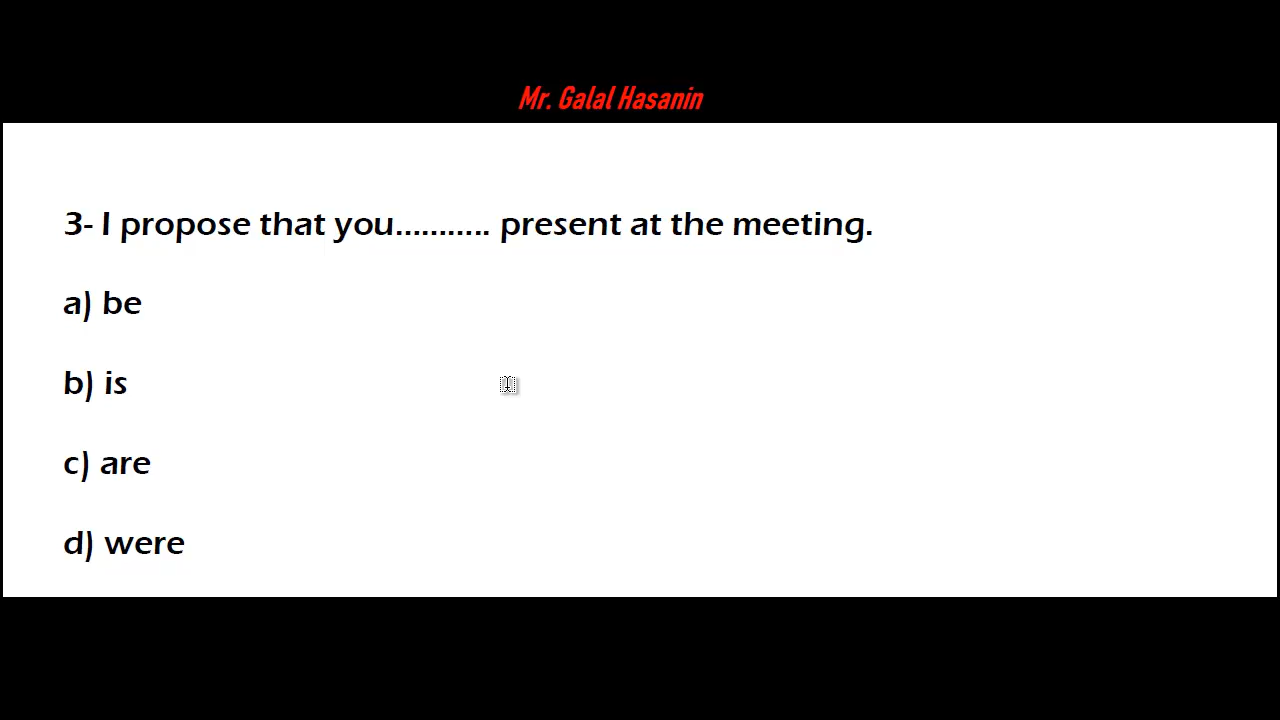 Mr. Galal Hasanin
3- I propose that you........... present at the meeting.
a) be
b) is
c) are
d) were